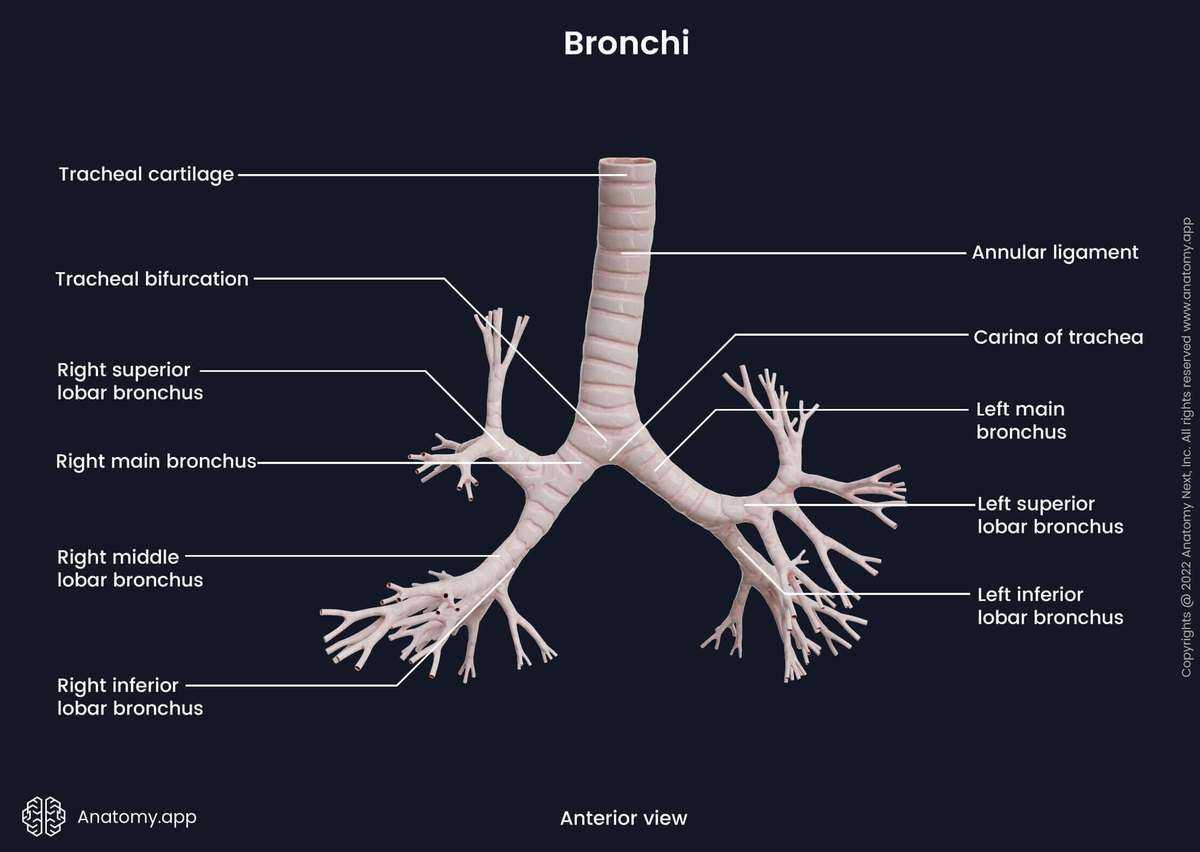 Bronchi
Tracheal cartilage
Tracheal bifurcation
Right superior
lobar bronchus
Right main bronchus
Right middle
lobar bronchus
Right inferior
lobar bronchus
Annular ligament
Carina of trachea
Left main
bronchus
Left superior
lobar bronchus
Left inferior
lobar bronchus
Copyrights @ 2022 Anatomy Next, Inc. All rights reserved www.anatomy.app
Anatomy.app
Anterior view